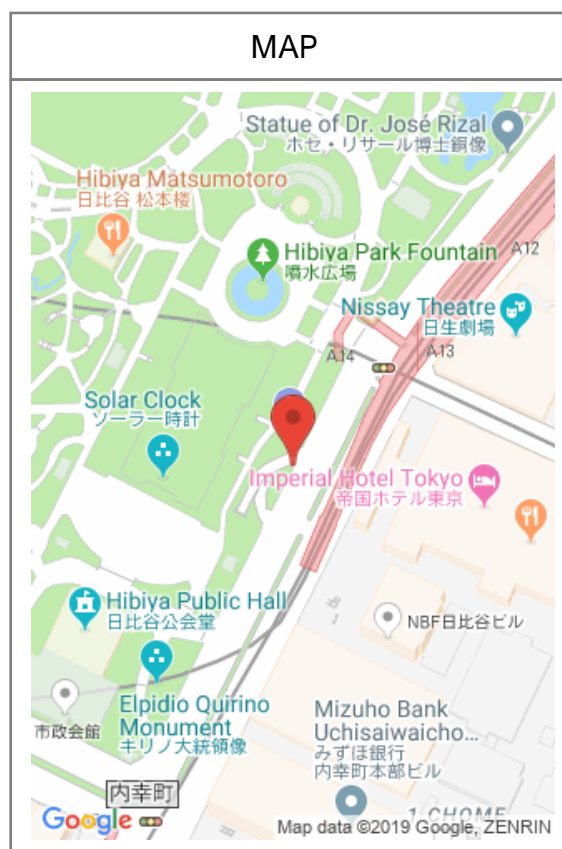 MAP
Statue of Dr. José Rizal
ホセ・リサール博士銅像
Hibiya Matsumotoro
日比谷 松本楼
Hibiya Park Fountain
噴水広場
A12
Nissay Theatre
日生劇場
A14
A13
Solar Clock
ソーラー時計
Imperial Hotel Tokyo
帝国ホテル東京
Hibiya Public Hall
日比谷公会堂
NBF日比谷ビル
Elpidio Quirino
Monument
キリノ大統領像
市政会館
Mizuho Bank
Uchisaiwaicho...
みずほ銀行
内幸町本部ビル
内幸町
1 CHOME
Google
Map data ©2019 Google, ZENRIN